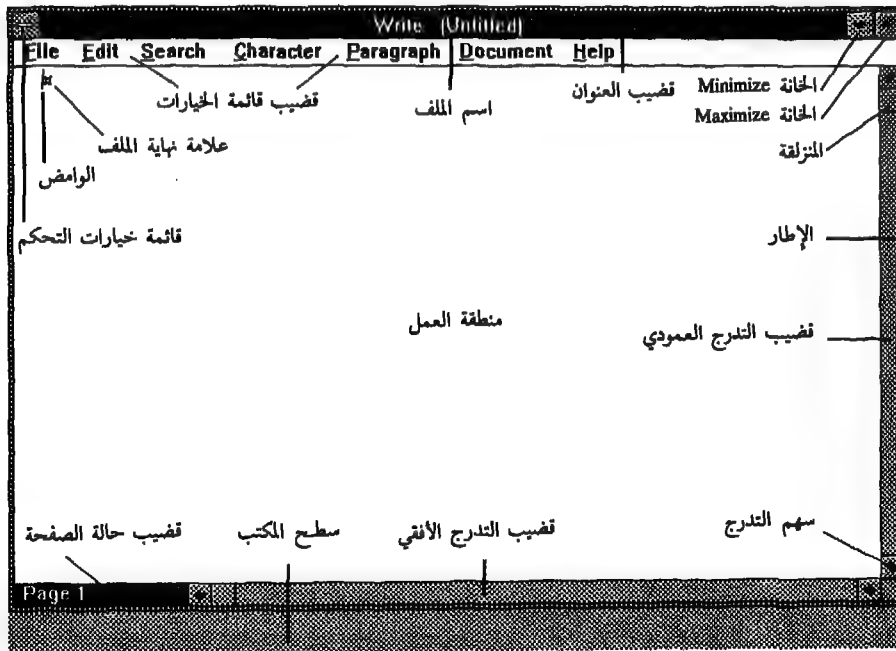 Write (Untitled)
File Edit Search Character Paragraph Document Help
الخانة Minimize
قضيب العنوان
اسم الملف
قضيب قائمة الخيارات
الخانة Maximize
علامة نهاية الملف
المنزلقة
الوامض
قائمة خيارات التحكم
الإطار
منطقة العمل
قضيب التدرج العمودي
سهم التدرج
قضيب التدرج الأفقي
سطح المكتب
قضيب حالة الصفحة
Page 1